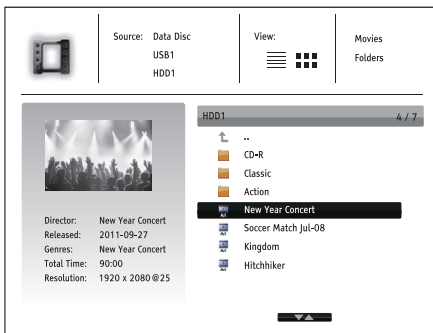 Source: Data Disc
USB1
HDD1
View:
Movies
Folders
HDD1 4 / 7
..
CD-R
Classic
Action
New Year Concert
Soccer Match Jul-08
Kingdom
Hitchhiker
Director: New Year Concert
Released: 2011-09-27
Genres: New Year Concert
Total Time: 90:00
Resolution: 1920 x 2080@25